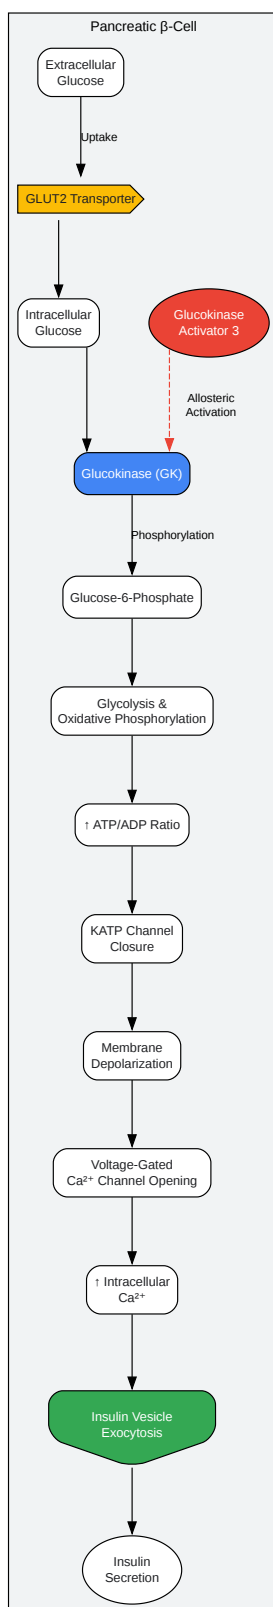 Pancreatic β-Cell
Extracellular
Glucose
Uptake
GLUT2 Transporter
Intracellular
Glucose
Glucokinase
Activator 3
Allosteric
Activation
Glucokinase (GK)
Phosphorylation
Glucose-6-Phosphate
Glycolysis &
Oxidative Phosphorylation
↑ ATP/ADP Ratio
KATP Channel
Closure
Membrane
Depolarization
Voltage-Gated
Ca²⁺ Channel Opening
↑ Intracellular
Ca²⁺
Insulin Vesicle
Exocytosis
Insulin
Secretion